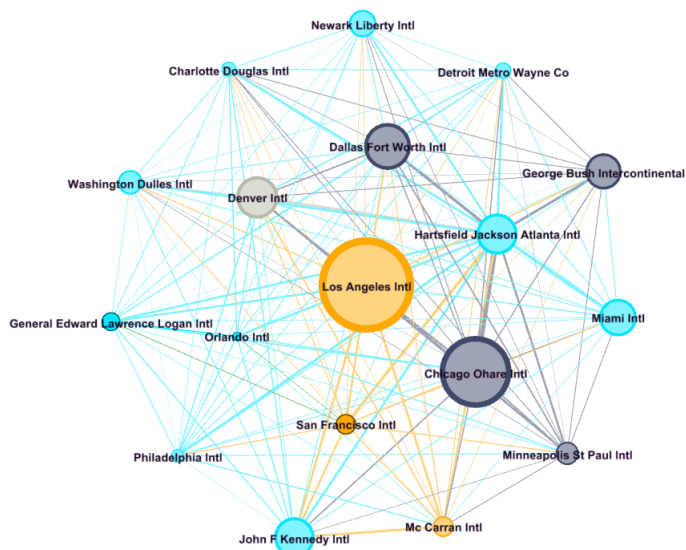 Newark Liberty Intl
Charlotte Douglas Intl
Detroit Metro Wayne Co
Dallas Fort Worth Intl
George Bush Intercontinental
Washington Dulles Intl
Denver Intl
Hartsfield Jackson Atlanta Intl
Los Angeles Intl
Miami Intl
General Edward Lawrence Logan Intl
Orlando Intl
Chicago Ohare Intl
San Francisco Intl
Minneapolis St Paul Intl
Philadelphia Intl
Mc Carran Intl
John F Kennedy Intl